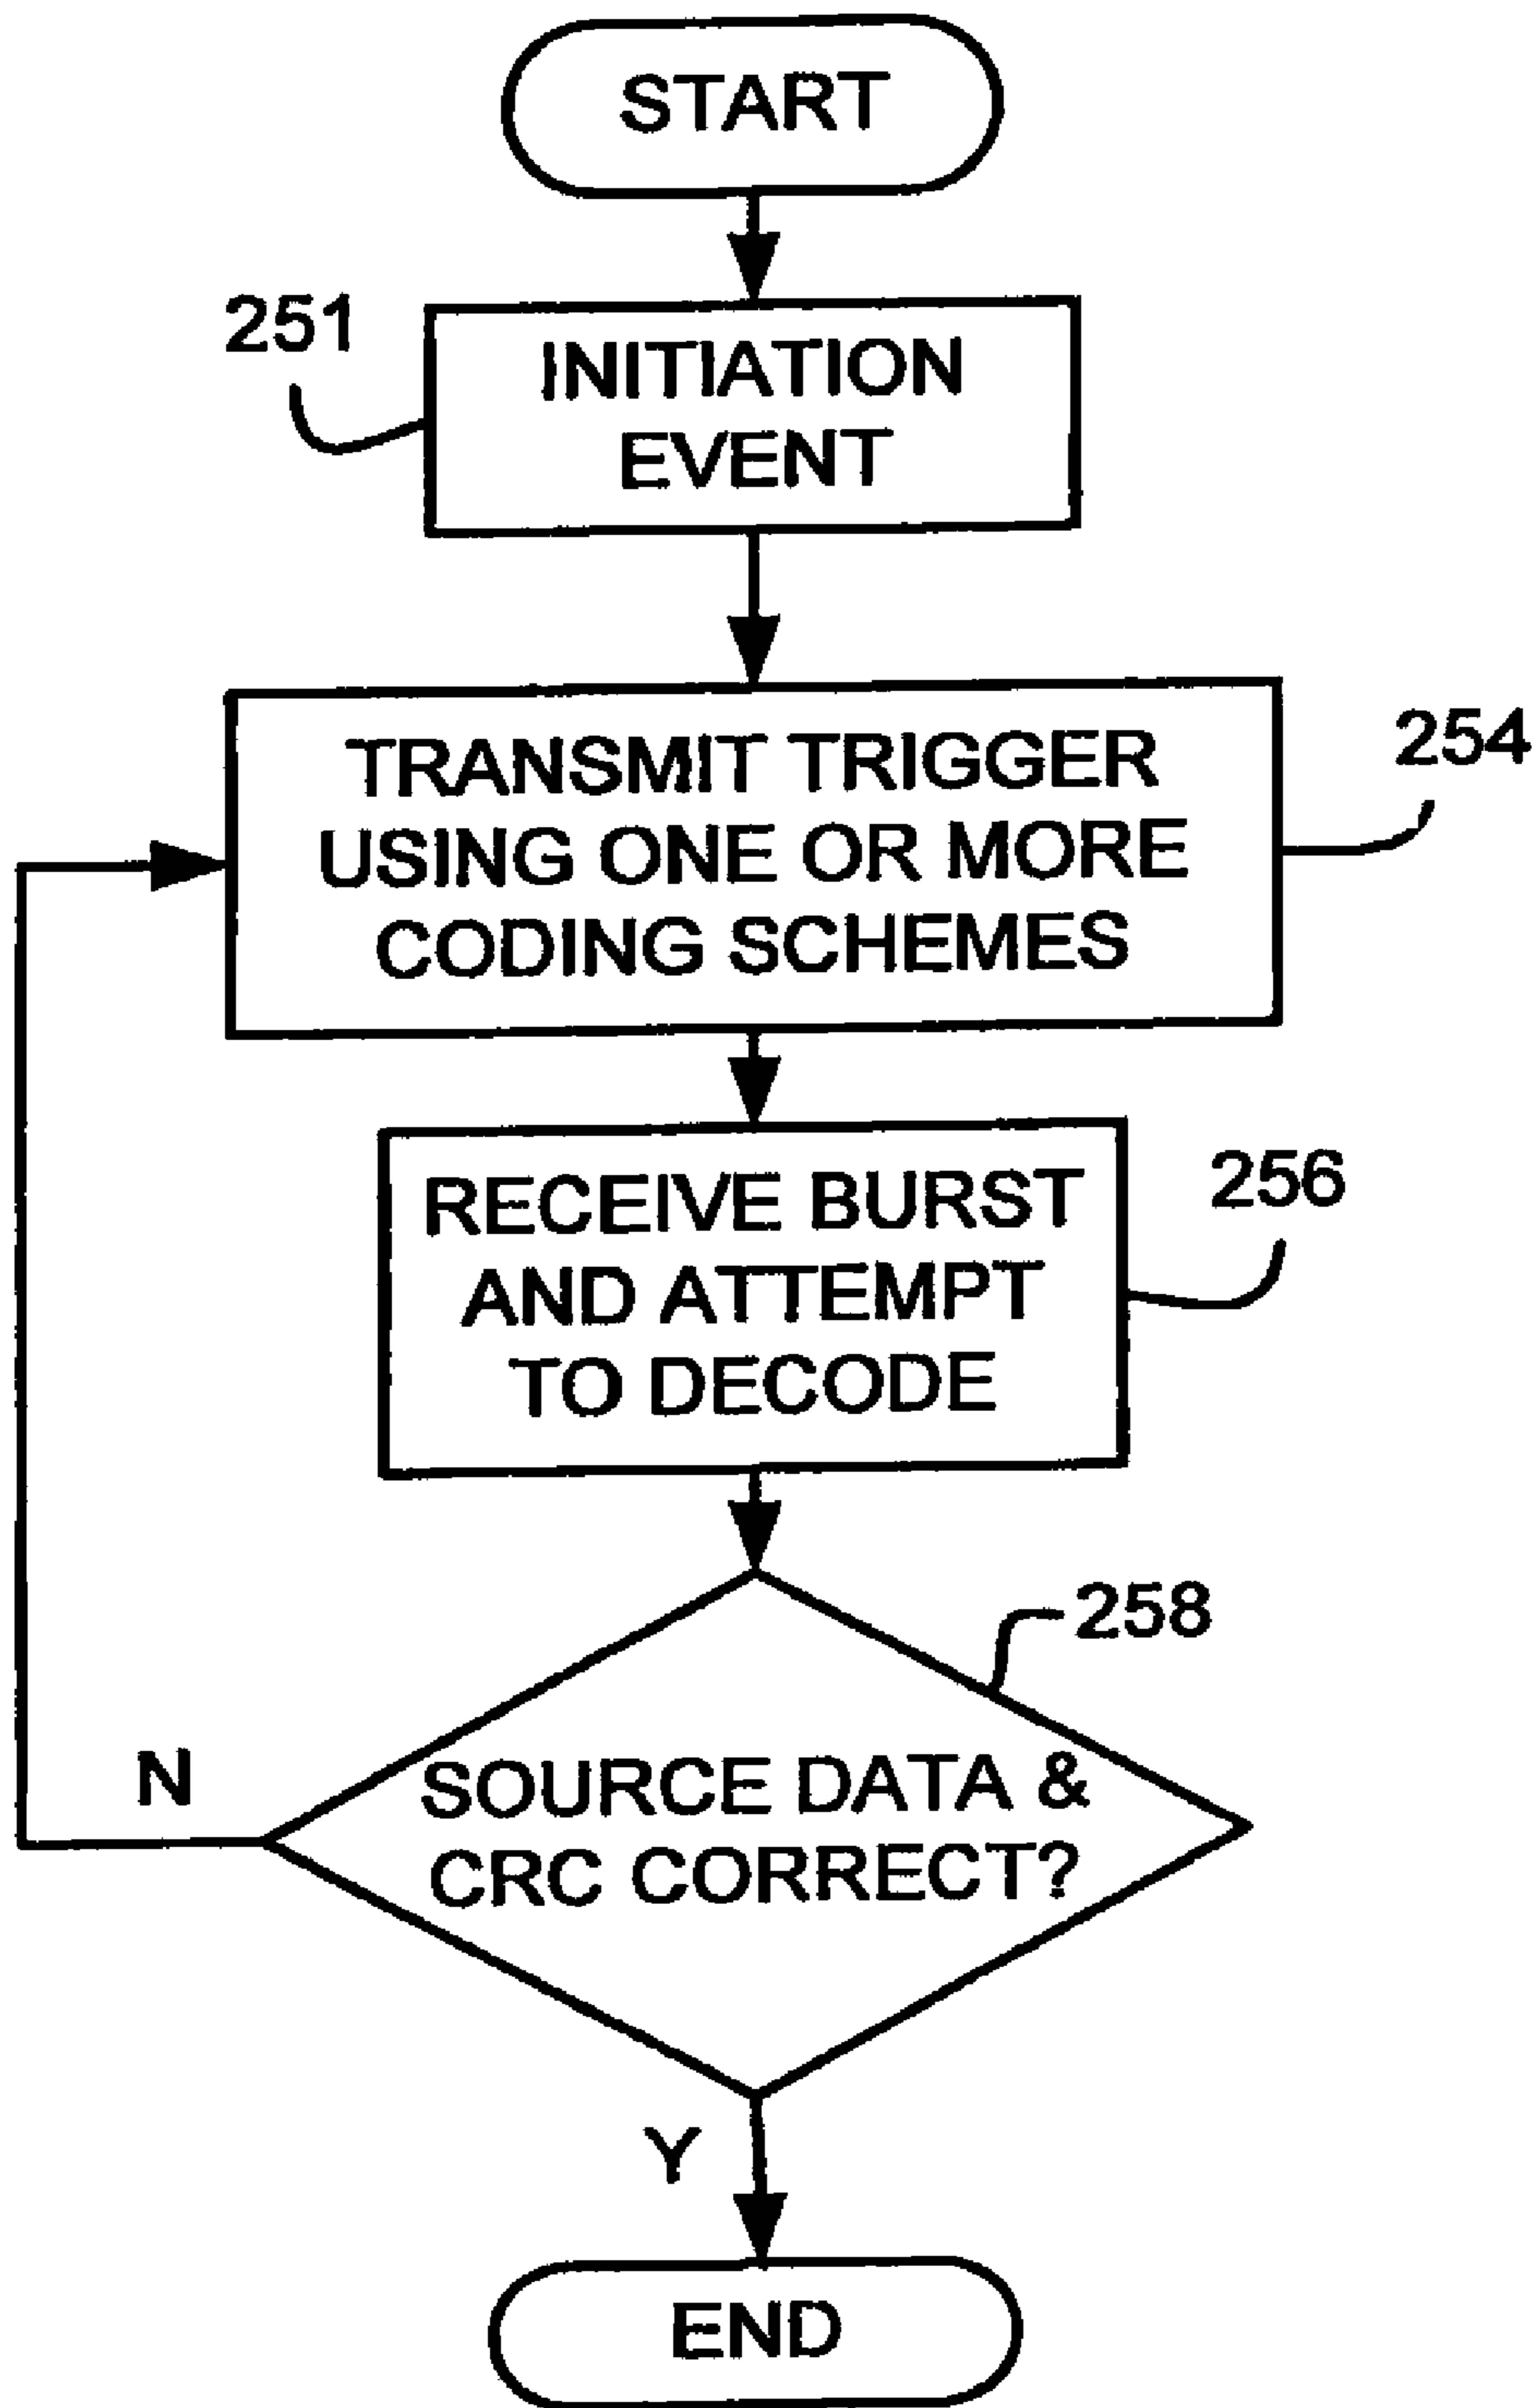 START
251
INITIATION
EVENT
TRANSMIT TRIGGER
USING ONE OR MORE
CODING SCHEMES
254
RECEIVE BURST
AND ATTEMPT
TO DECODE
256
258
SOURCE DATA &
CRC CORRECT?
N
Y
END